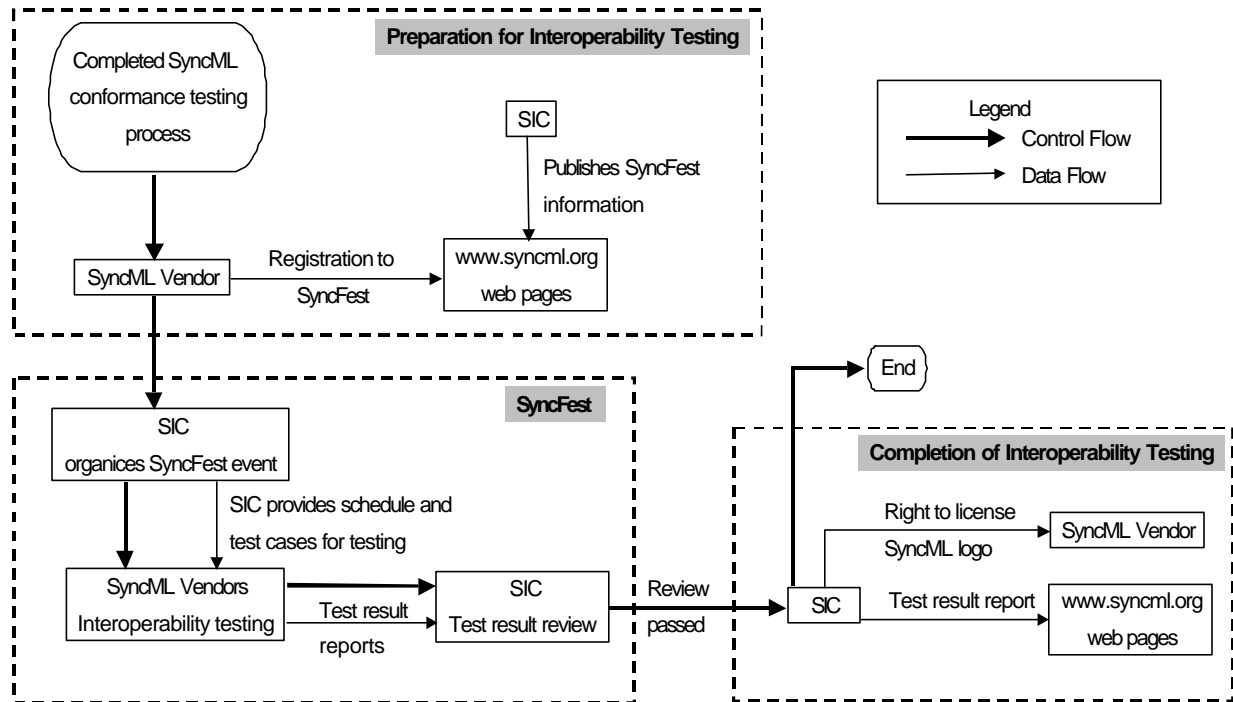 Preparation for Interoperability Testing
Completed SyncML
conformance testing
process
SIC
Publishes SyncFest
information
SyncML Vendor
Registration to
SyncFest
www.syncml.org
web pages
Legend
Control Flow
Data Flow
SyncFest
SIC
organices SyncFest event
SIC provides schedule and
test cases for testing
SyncML Vendors
Interoperability testing
Test result
reports
SIC
Test result review
Review
passed
End
Completion of Interoperability Testing
Right to license
SyncML logo
SyncML Vendor
SIC
Test result report
www.syncml.org
web pages